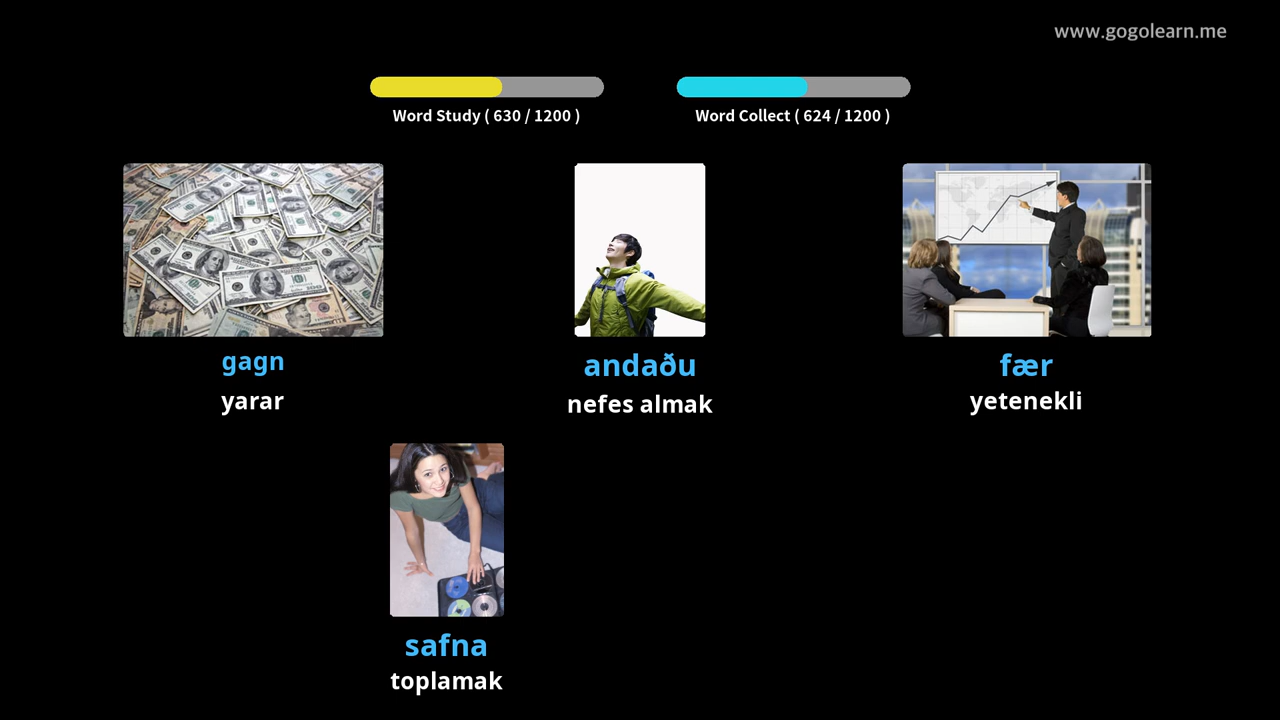 www.gogolearn.me
Word Study ( 630 / 1200 )
Word Collect ( 624 / 1200 )
gagn
andaðu
fær
yarar
nefes almak
yetenekli
safna
toplamak